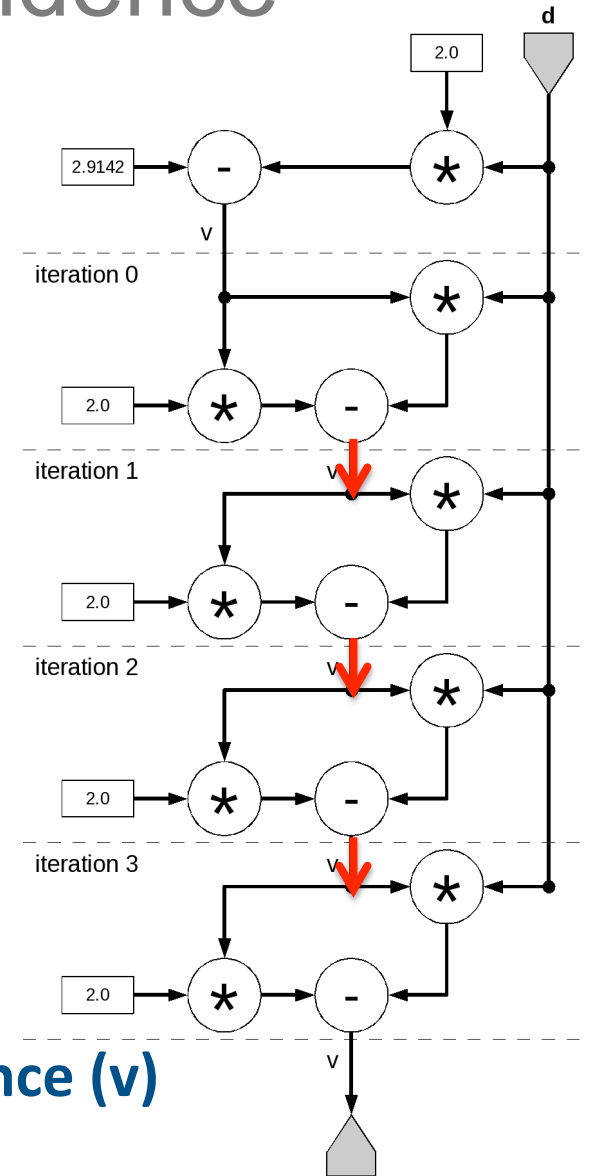 d
2.0
2.9142 - *
v
iteration 0
*
2.0 * -
iteration 1
v
*
2.0 * -
iteration 2
v
*
2.0 * -
iteration 3
v
*
2.0 * -
v
(v)